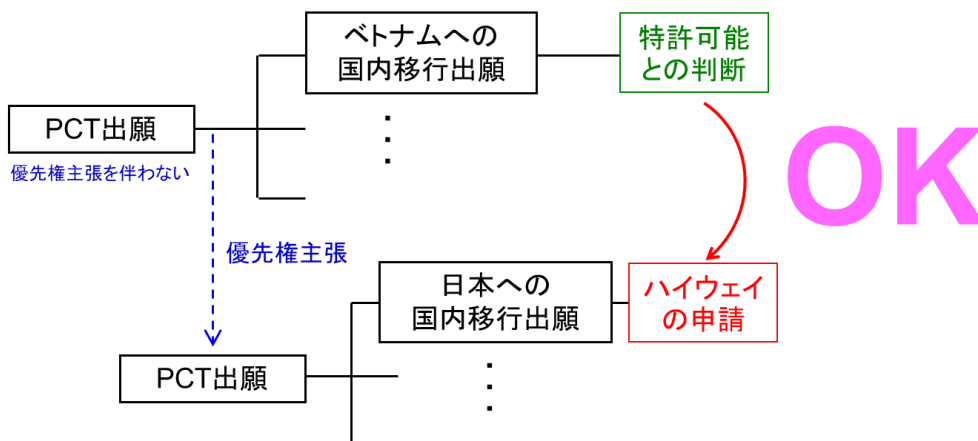 ベトナムへの
国内移行出願
特許可能
との判断
PCT出願
優先権主張を伴わない
OK
優先権主張
日本への
国内移行出願
ハイウェイ
の申請
PCT出願